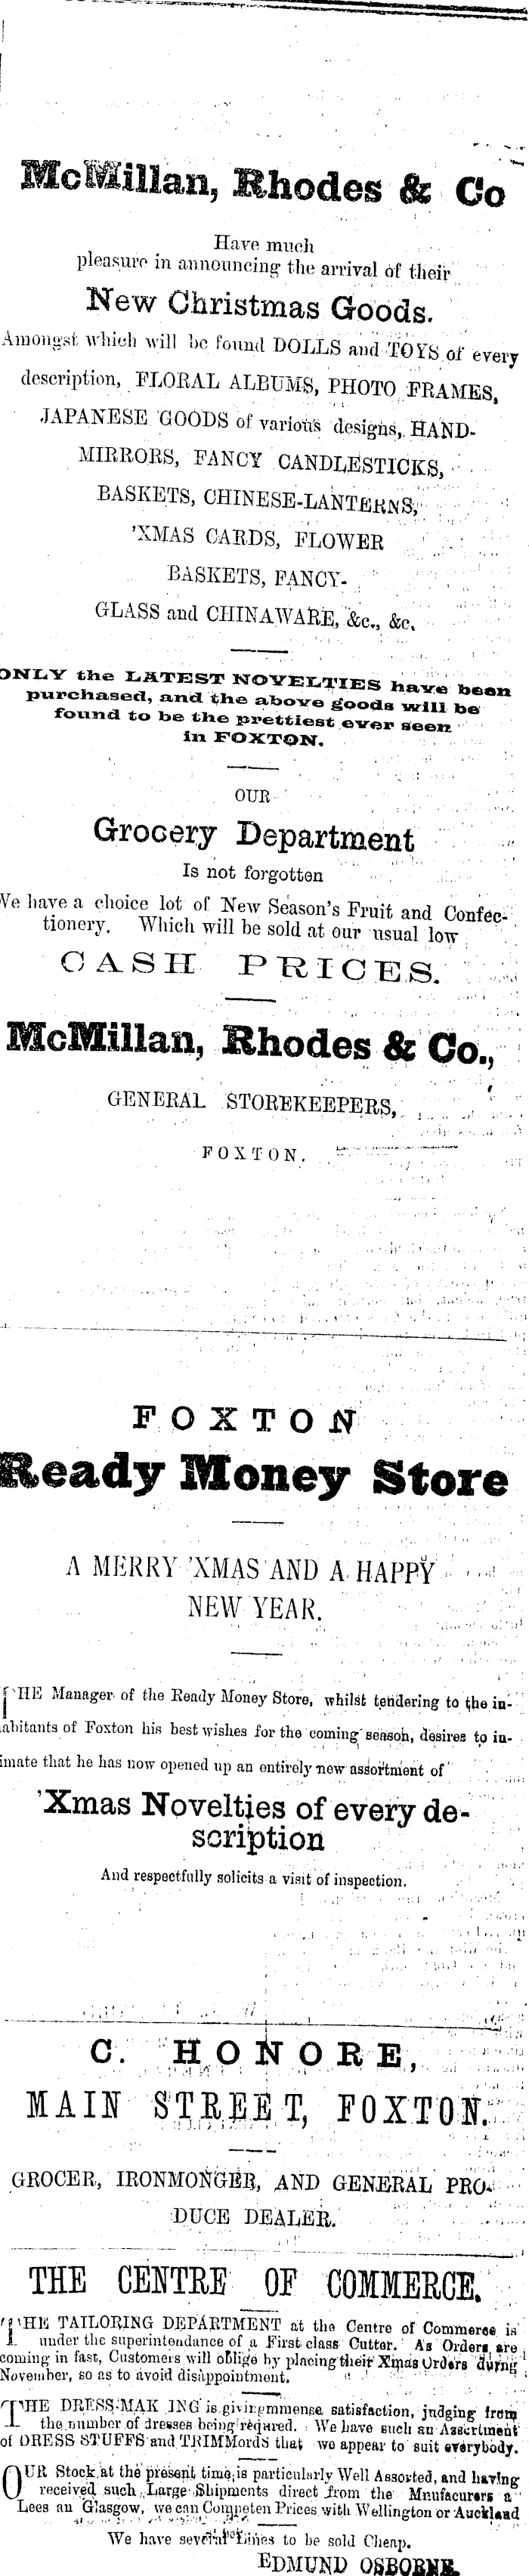 McMillan, Rhodes & Co
Have much
pleasure in announcing the arrival of their
New Christmas Goods.
Amongst which will be found DOLLS and TOYS of every
description, FLORAL ALBUMS, PHOTO FRAMES,
JAPANESE GOODS of various designs, HAND-
MIRRORS, FANCY CANDLESTICKS,
BASKETS, CHINESE-LANTERNS,
'XMAS CARDS, FLOWER
BASKETS, FANCY-
GLASS and CHINAWARE, &c., &c.
ONLY the LATEST NOVELTIES have been
purchased, and the above goods will be
found to be the prettiest ever seen
in FOXTON.
OUR
Grocery Department
Is not forgotten
We have a choice lot of New Season's Fruit and Confec-
tionery. Which will be sold at our usual low
CASH PRICES.
McMillan, Rhodes & Co.,
GENERAL STOREKEEPERS,
FOXTON.
FOXTON
Ready Money Store
A MERRY 'XMAS AND A HAPPY
NEW YEAR.
THE Manager of the Ready Money Store, whilst tendering to the in-
abitants of Foxton his best wishes for the coming season, desires to in-
imate that he has now opened up an entirely new assortment of
'Xmas Novelties of every de-
scription
And respectfully solicits a visit of inspection.
C. HONORE,
MAIN STREET, FOXTON.
GROCER, IRONMONGER, AND GENERAL PRO-
DUCE DEALER.
THE CENTRE OF COMMERCE.
THE TAILORING DEPARTMENT at the Centre of Commerce is
under the superintendance of a First-class Cutter. As Orders are
coming in fast, Customers will oblige by placing their Xmas Orders durng
November, so as to avoid disappointment.
THE DRESS-MAK ING is givirgmmense satisfaction, judging from
the number of dresses being requred. We have such an Assortment
of DRESS STUFFS and TRIMMordS that we appear to suit everybody.
OUR Stock at the present time is particularly Well Assorted, and having
received such Large Shipments direct from the Mnufacurers a
Lees an Glasgow, we can Competen Prices with Wellington or Auckland
We have several Lines to be sold Cheap.
EDMUND OSBORNE.